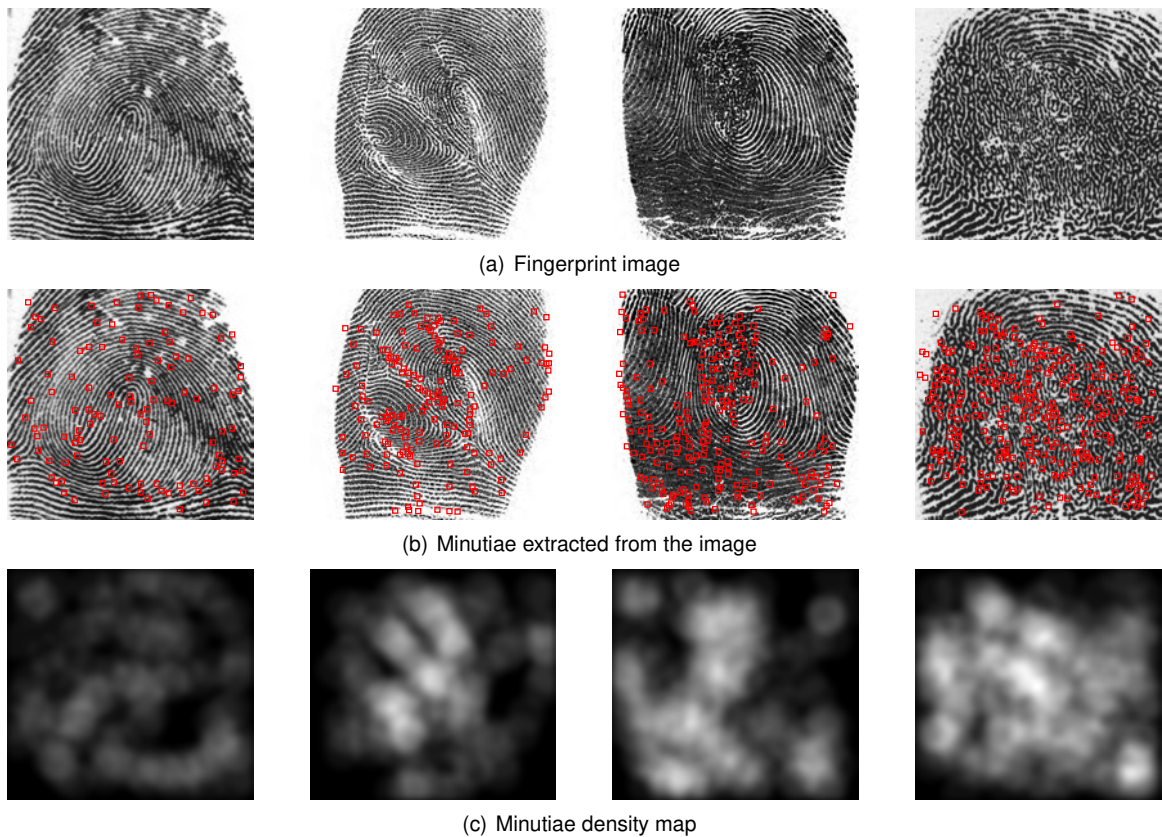 (a) Fingerprint image
(b) Minutiae extracted from the image
(c) Minutiae density map